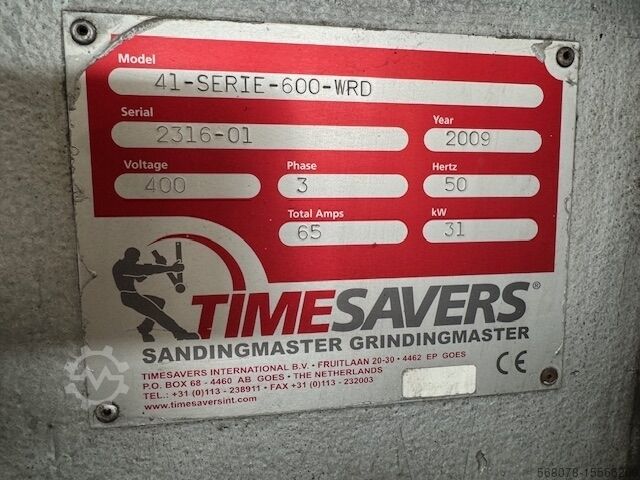 Model
41-SERIE-600-WRD
Serial
Year
2316-01
2009
Voltage
Phase
Hertz
400
3
50
Total Amps
kW
65
31
TIMESAVERS®
SANDINGMASTER GRINDINGMASTER
TIMESAVERS INTERNATIONAL B.V. • FRUITLAAN 20-30 • 4462 EP GOES
P.O. BOX 68 - 4460 AB GOES • THE NETHERLANDS
TEL.: +31 (0)113 - 238911 • FAX +31 (0)113 - 232003
www.timesaversint.com
CE